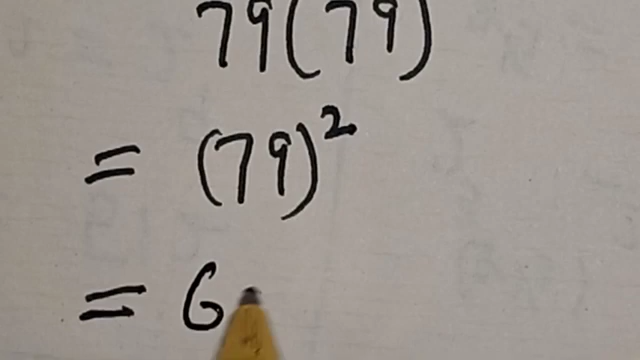 79(79)
= (79)²
= 6